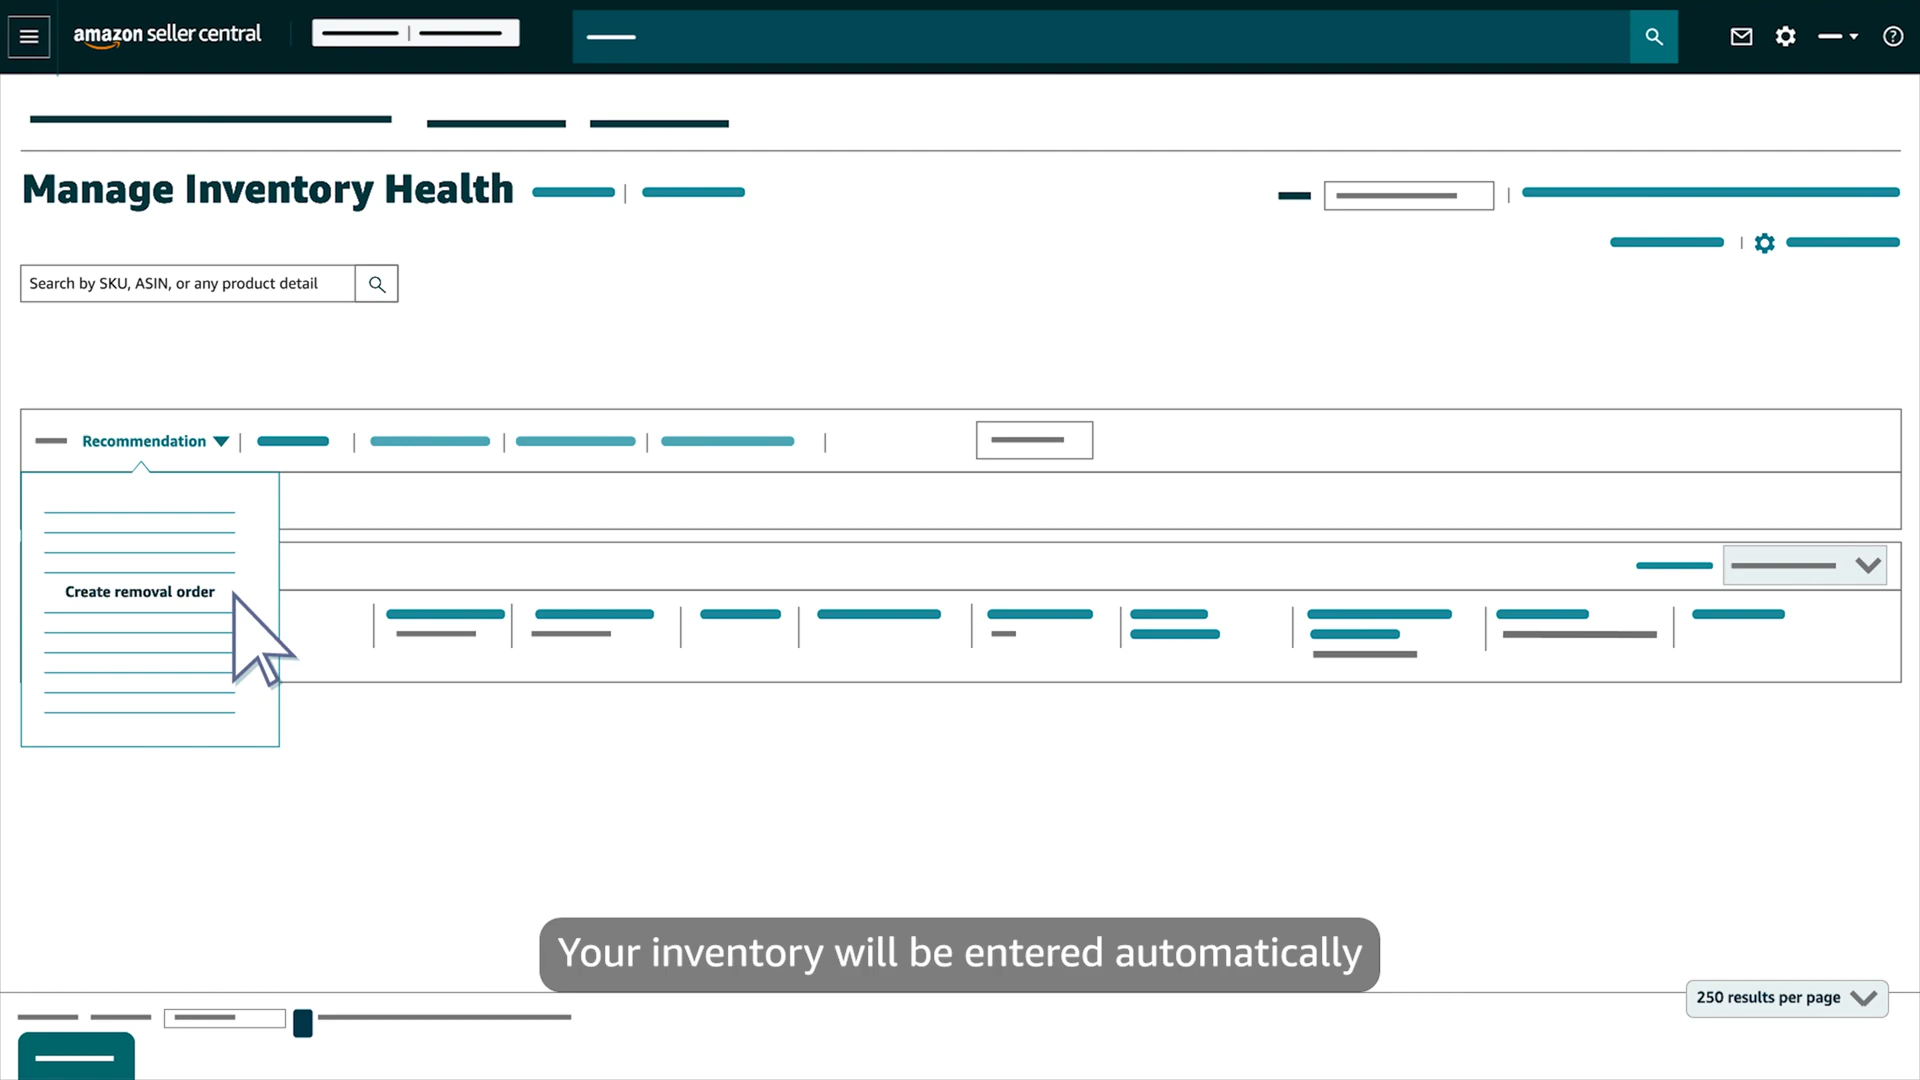 amazon seller central
Manage Inventory Health
Search by SKU, ASIN, or any product detail
Recommendation
Create removal order
Your inventory will be entered automatically
250 results per page